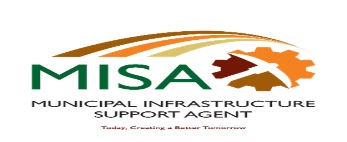 MISA
MUNICIPAL INFRASTRUCTURE
SUPPORT AGENT
Today, Creating a Better Tomorrow